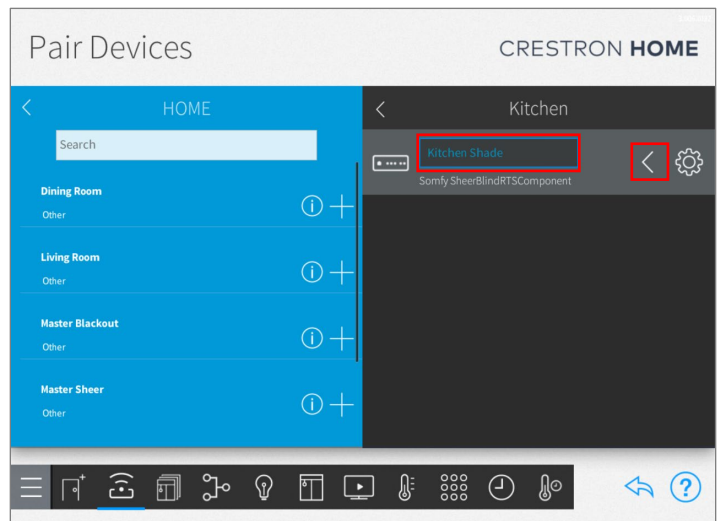 Pair Devices
CRESTRON HOME
HOME
Search
Dining Room
Other
Living Room
Other
Master Blackout
Other
Master Sheer
Other
Kitchen
Kitchen Shade
Somfy SheerBlindRTSComponent